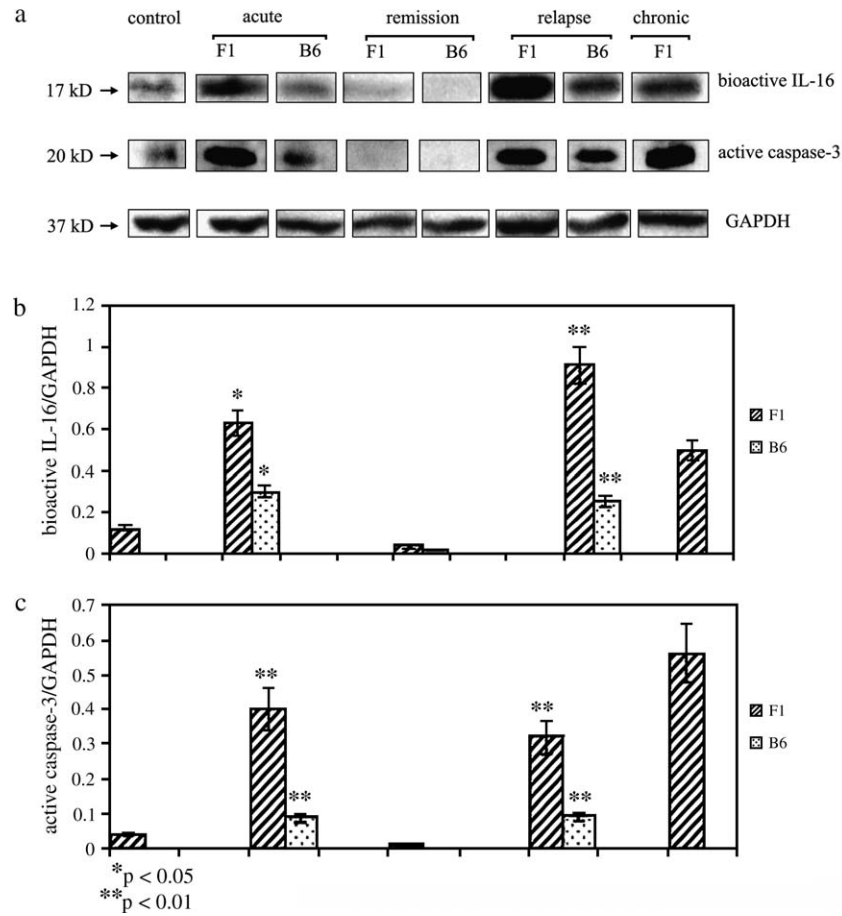 a
control acute remission relapse chronic
F1 B6 F1 B6 F1 B6 F1
17 kD → bioactive IL-16
20 kD → active caspase-3
37 kD → GAPDH
b
bioactive IL-16/GAPDH
1.2
1
0.8
0.6
0.4
0.2
0
*
*
**
**
F1
B6
c
active caspase-3/GAPDH
0.7
0.6
0.5
0.4
0.3
0.2
0.1
0
**
**
**
**
F1
B6
*p < 0.05
**p < 0.01